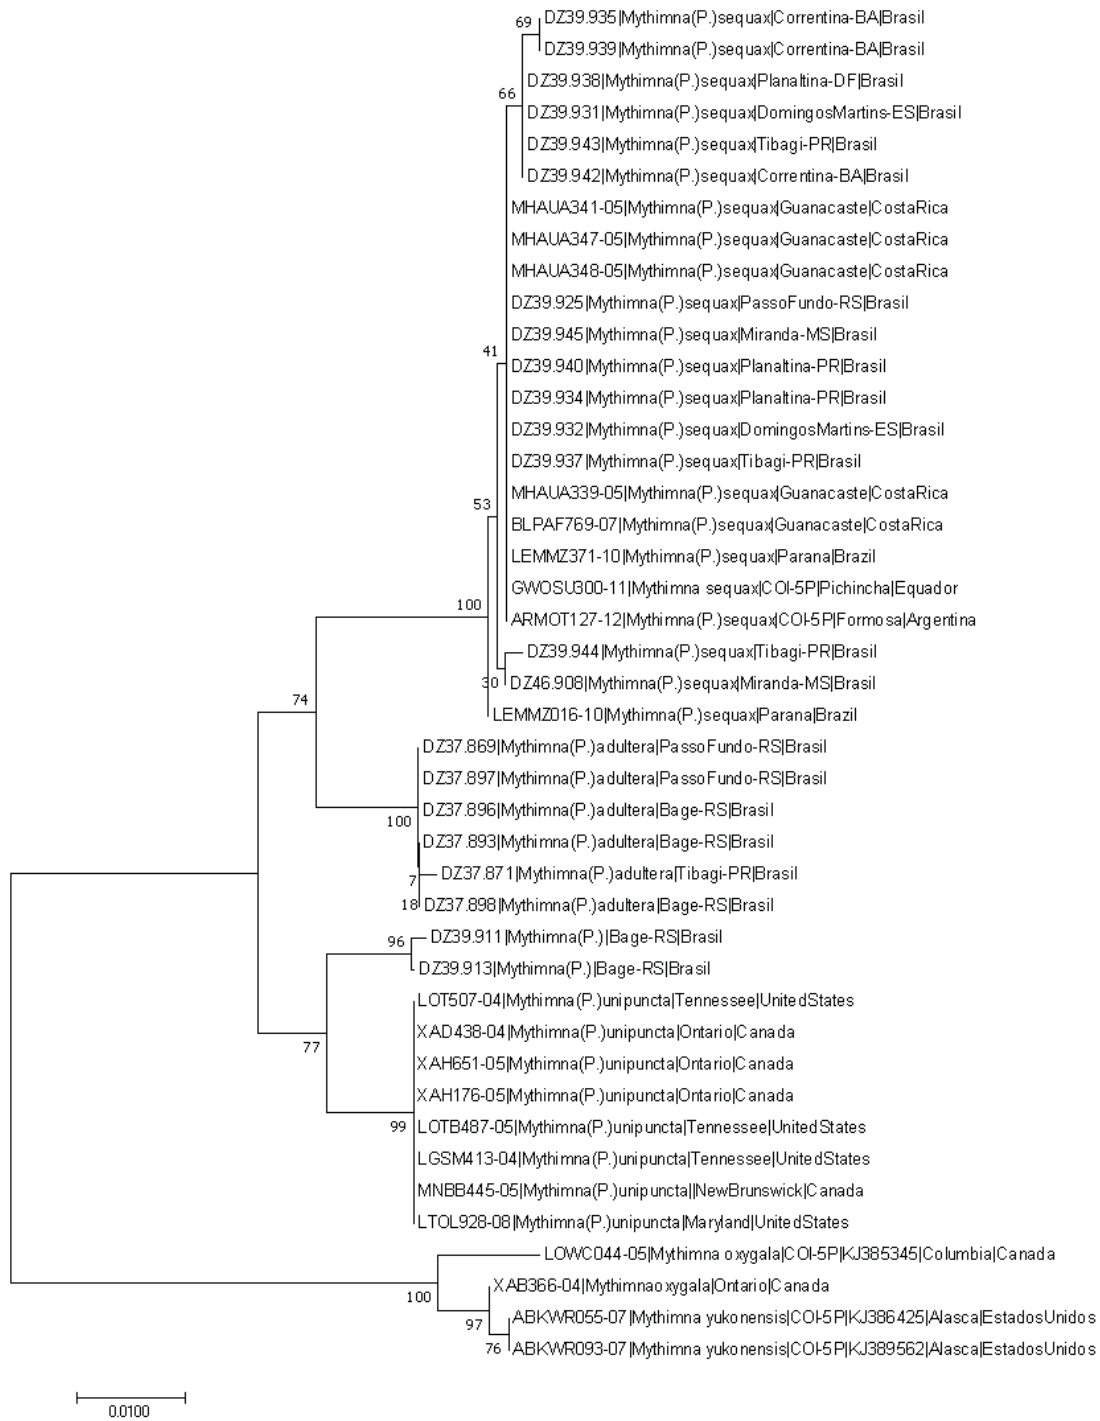 69
DZ39.935|Mythimna(P.)sequax|Correntina-BA|Brasil
DZ39.939|Mythimna(P.)sequax|Correntina-BA|Brasil
DZ39.938|Mythimna(P.)sequax|Planaltina-DF|Brasil
66
DZ39.931|Mythimna(P.)sequax|DomingosMartins-ES|Brasil
DZ39.943|Mythimna(P.)sequax|Tibagi-PR|Brasil
DZ39.942|Mythimna(P.)sequax|Correntina-BA|Brasil
MHAUA341-05|Mythimna(P.)sequax|Guanacaste|CostaRica
MHAUA347-05|Mythimna(P.)sequax|Guanacaste|CostaRica
MHAUA348-05|Mythimna(P.)sequax|Guanacaste|CostaRica
DZ39.925|Mythimna(P.)sequax|PassoFundo-RS|Brasil
DZ39.945|Mythimna(P.)sequax|Miranda-MS|Brasil
41
DZ39.940|Mythimna(P.)sequax|Planaltina-PR|Brasil
DZ39.934|Mythimna(P.)sequax|Planaltina-PR|Brasil
DZ39.932|Mythimna(P.)sequax|DomingosMartins-ES|Brasil
DZ39.937|Mythimna(P.)sequax|Tibagi-PR|Brasil
MHAUA339-05|Mythimna(P.)sequax|Guanacaste|CostaRica
53
BLPAF769-07|Mythimna(P.)sequax|Guanacaste|CostaRica
LEMMZ371-10|Mythimna(P.)sequax|Parana|Brazil
GWOSU300-11|Mythimna sequax|COI-5P|Pichincha|Equador
100
ARMOT127-12|Mythimna(P.)sequax|COI-5P|Formosa|Argentina
DZ39.944|Mythimna(P.)sequax|Tibagi-PR|Brasil
30
DZ46.908|Mythimna(P.)sequax|Miranda-MS|Brasil
74
LEMMZ016-10|Mythimna(P.)sequax|Parana|Brazil
DZ37.869|Mythimna(P.)adultera|PassoFundo-RS|Brasil
DZ37.897|Mythimna(P.)adultera|PassoFundo-RS|Brasil
DZ37.896|Mythimna(P.)adultera|Bage-RS|Brasil
100
DZ37.893|Mythimna(P.)adultera|Bage-RS|Brasil
DZ37.871|Mythimna(P.)adultera|Tibagi-PR|Brasil
7
18
DZ37.898|Mythimna(P.)adultera|Bage-RS|Brasil
96
DZ39.911|Mythimna(P.)|Bage-RS|Brasil
DZ39.913|Mythimna(P.)|Bage-RS|Brasil
LOT507-04|Mythimna(P.)unipuncta|Tennessee|UnitedStates
XAD438-04|Mythimna(P.)unipuncta|Ontario|Canada
77
XAH651-05|Mythimna(P.)unipuncta|Ontario|Canada
XAH176-05|Mythimna(P.)unipuncta|Ontario|Canada
99
LOTB487-05|Mythimna(P.)unipuncta|Tennessee|UnitedStates
LGSM413-04|Mythimna(P.)unipuncta|Tennessee|UnitedStates
MNBB445-05|Mythimna(P.)unipuncta||NewBrunswick|Canada
LTOL928-08|Mythimna(P.)unipuncta|Maryland|UnitedStates
LOWC044-05|Mythimna oxygala|COI-5P|KJ385345|Columbia|Canada
XAB366-04|Mythimnaoxygala|Ontario|Canada
100
ABKWR055-07|Mythimna yukonensis|COI-5P|KJ386425|Alasca|EstadosUnidos
97
76
ABKWR093-07|Mythimna yukonensis|COI-5P|KJ389562|Alasca|EstadosUnidos
0.0100